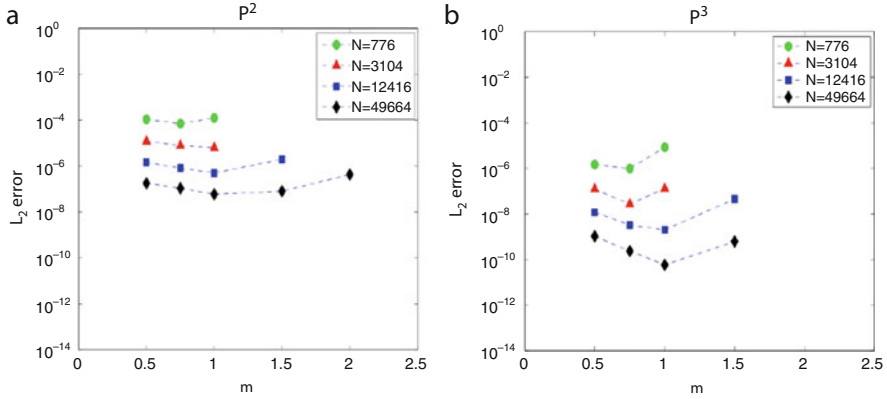 a
P²
10⁰
10⁻²
10⁻⁴
10⁻⁶
10⁻⁸
10⁻¹⁰
10⁻¹²
10⁻¹⁴
L₂ error
0
0.5
1
1.5
2
2.5
m
N=776
N=3104
N=12416
N=49664
b
P³
10⁰
10⁻²
10⁻⁴
10⁻⁶
10⁻⁸
10⁻¹⁰
10⁻¹²
10⁻¹⁴
L₂ error
0
0.5
1
1.5
2
2.5
m
N=776
N=3104
N=12416
N=49664